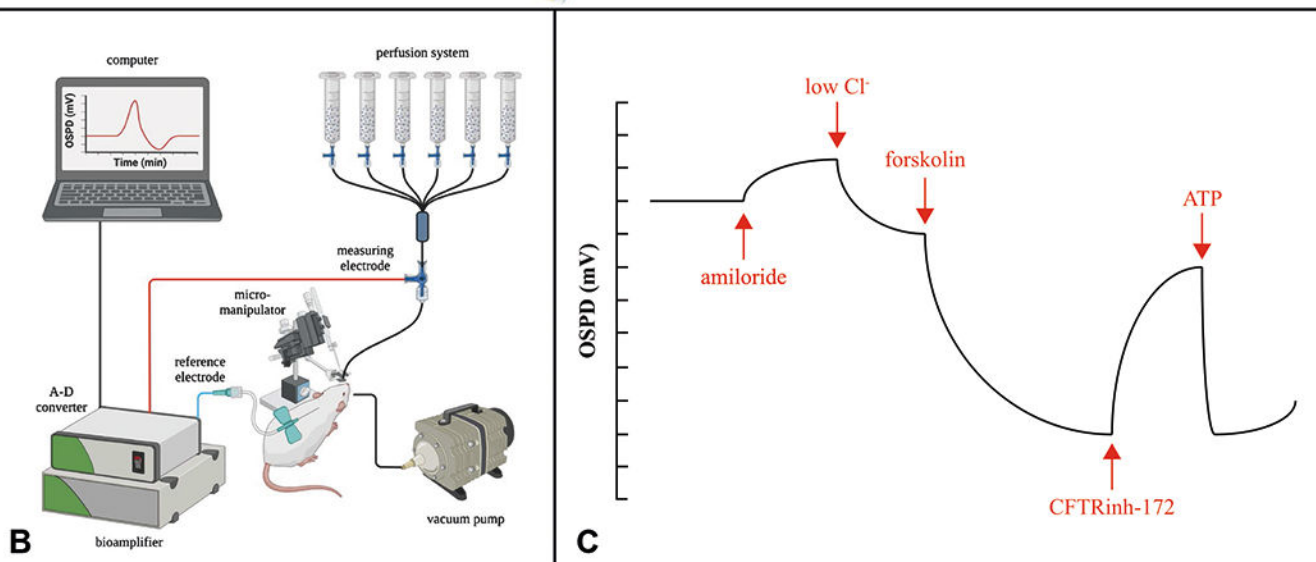 computer
OSPD (mV)
Time (min)
perfusion system
measuring
electrode
micro-
manipulator
reference
electrode
A-D
converter
bioamplifier
vacuum pump
B
OSPD (mV)
amiloride
low Cl⁻
forskolin
CFTRinh-172
ATP
C